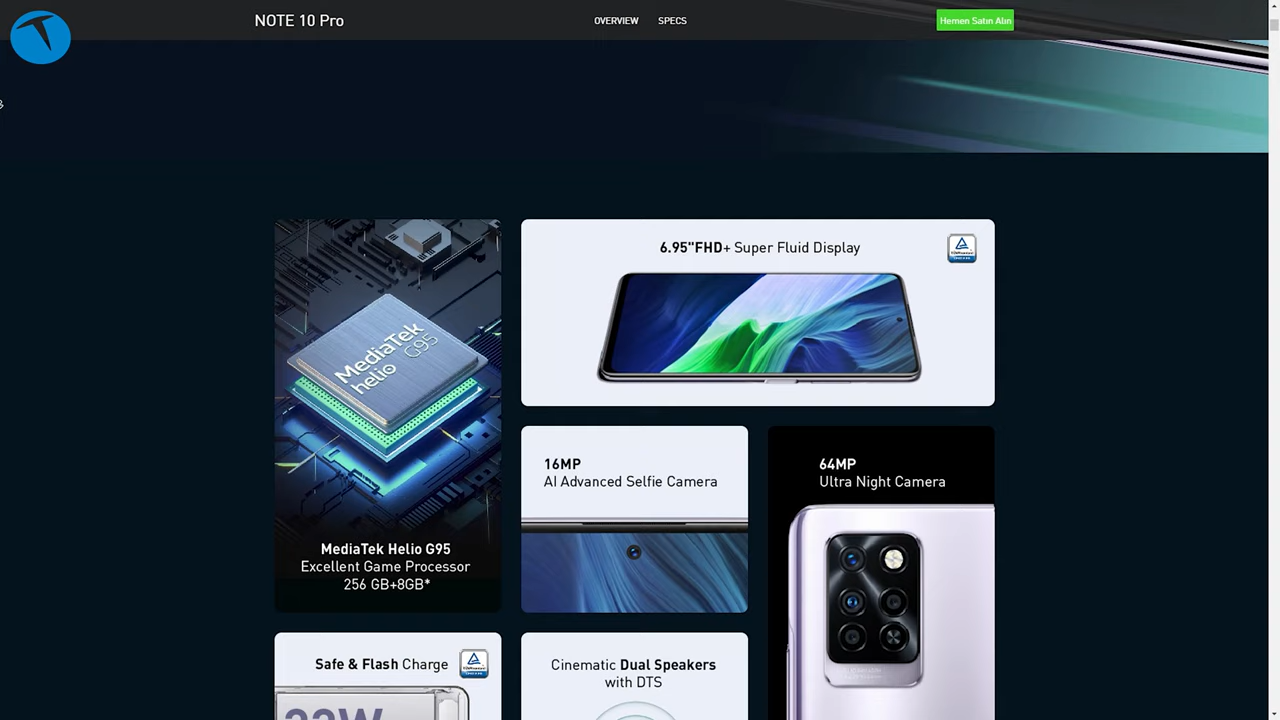 NOTE 10 Pro
OVERVIEW
SPECS
Hemen Satın Alın
6.95"FHD+ Super Fluid Display
MediaTek
helio G95
MediaTek Helio G95
Excellent Game Processor
256 GB+8GB*
16MP
AI Advanced Selfie Camera
64MP
Ultra Night Camera
Safe & Flash Charge
33W
Cinematic Dual Speakers
with DTS